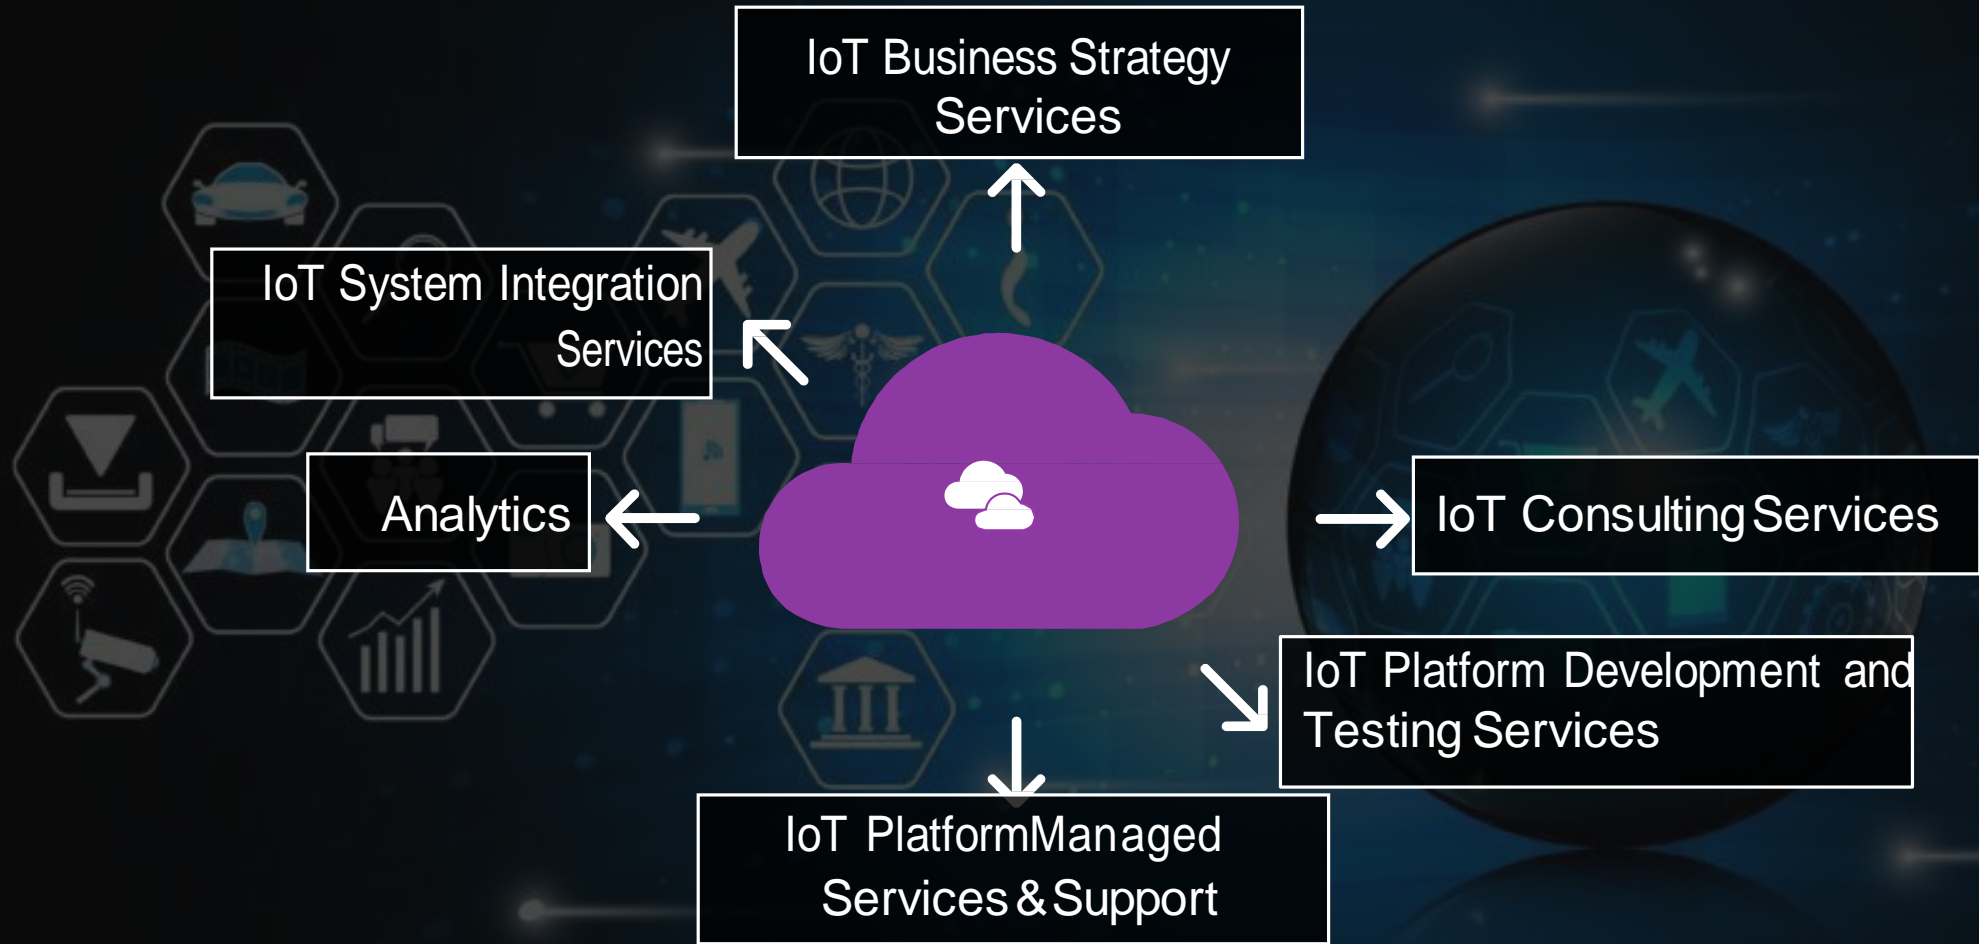 IoT Business Strategy
Services
IoT System Integration
Services
Analytics
IoT Consulting Services
IoT Platform Development and
Testing Services
IoT PlatformManaged
Services & Support